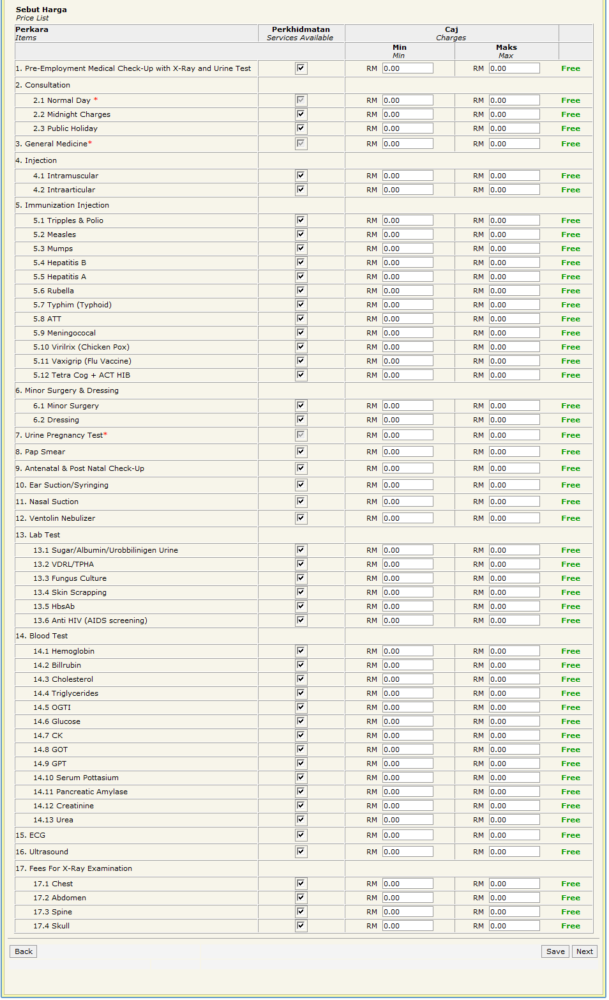 Sebut Harga
Price List
Perkara Perkhidmatan Caj
Items Services Available Charges
Min Maks
Min Max
1. Pre-Employment Medical Check-Up with X-Ray and Urine Test RM 0.00 RM 0.00 Free
2. Consultation
2.1 Normal Day * RM 0.00 RM 0.00 Free
2.2 Midnight Charges RM 0.00 RM 0.00 Free
2.3 Public Holiday RM 0.00 RM 0.00 Free
3. General Medicine* RM 0.00 RM 0.00 Free
4. Injection
4.1 Intramuscular RM 0.00 RM 0.00 Free
4.2 Intraarticular RM 0.00 RM 0.00 Free
5. Immunization Injection
5.1 Tripples & Polio RM 0.00 RM 0.00 Free
5.2 Measles RM 0.00 RM 0.00 Free
5.3 Mumps RM 0.00 RM 0.00 Free
5.4 Hepatitis B RM 0.00 RM 0.00 Free
5.5 Hepatitis A RM 0.00 RM 0.00 Free
5.6 Rubella RM 0.00 RM 0.00 Free
5.7 Typhim (Typhoid) RM 0.00 RM 0.00 Free
5.8 ATT RM 0.00 RM 0.00 Free
5.9 Meningococal RM 0.00 RM 0.00 Free
5.10 Virilrix (Chicken Pox) RM 0.00 RM 0.00 Free
5.11 Vaxigrip (Flu Vaccine) RM 0.00 RM 0.00 Free
5.12 Tetra Cog + ACT HIB RM 0.00 RM 0.00 Free
6. Minor Surgery & Dressing
6.1 Minor Surgery RM 0.00 RM 0.00 Free
6.2 Dressing RM 0.00 RM 0.00 Free
7. Urine Pregnancy Test* RM 0.00 RM 0.00 Free
8. Pap Smear RM 0.00 RM 0.00 Free
9. Antenatal & Post Natal Check-Up RM 0.00 RM 0.00 Free
10. Ear Suction/Syringing RM 0.00 RM 0.00 Free
11. Nasal Suction RM 0.00 RM 0.00 Free
12. Ventolin Nebulizer RM 0.00 RM 0.00 Free
13. Lab Test
13.1 Sugar/Albumin/Urobbilinigen Urine RM 0.00 RM 0.00 Free
13.2 VDRL/TPHA RM 0.00 RM 0.00 Free
13.3 Fungus Culture RM 0.00 RM 0.00 Free
13.4 Skin Scrapping RM 0.00 RM 0.00 Free
13.5 HbsAb RM 0.00 RM 0.00 Free
13.6 Anti HIV (AIDS screening) RM 0.00 RM 0.00 Free
14. Blood Test
14.1 Hemoglobin RM 0.00 RM 0.00 Free
14.2 Billrubin RM 0.00 RM 0.00 Free
14.3 Cholesterol RM 0.00 RM 0.00 Free
14.4 Triglycerides RM 0.00 RM 0.00 Free
14.5 OGTI RM 0.00 RM 0.00 Free
14.6 Glucose RM 0.00 RM 0.00 Free
14.7 CK RM 0.00 RM 0.00 Free
14.8 GOT RM 0.00 RM 0.00 Free
14.9 GPT RM 0.00 RM 0.00 Free
14.10 Serum Pottasium RM 0.00 RM 0.00 Free
14.11 Pancreatic Amylase RM 0.00 RM 0.00 Free
14.12 Creatinine RM 0.00 RM 0.00 Free
14.13 Urea RM 0.00 RM 0.00 Free
15. ECG RM 0.00 RM 0.00 Free
16. Ultrasound RM 0.00 RM 0.00 Free
17. Fees For X-Ray Examination
17.1 Chest RM 0.00 RM 0.00 Free
17.2 Abdomen RM 0.00 RM 0.00 Free
17.3 Spine RM 0.00 RM 0.00 Free
17.4 Skull RM 0.00 RM 0.00 Free
Back Save Next